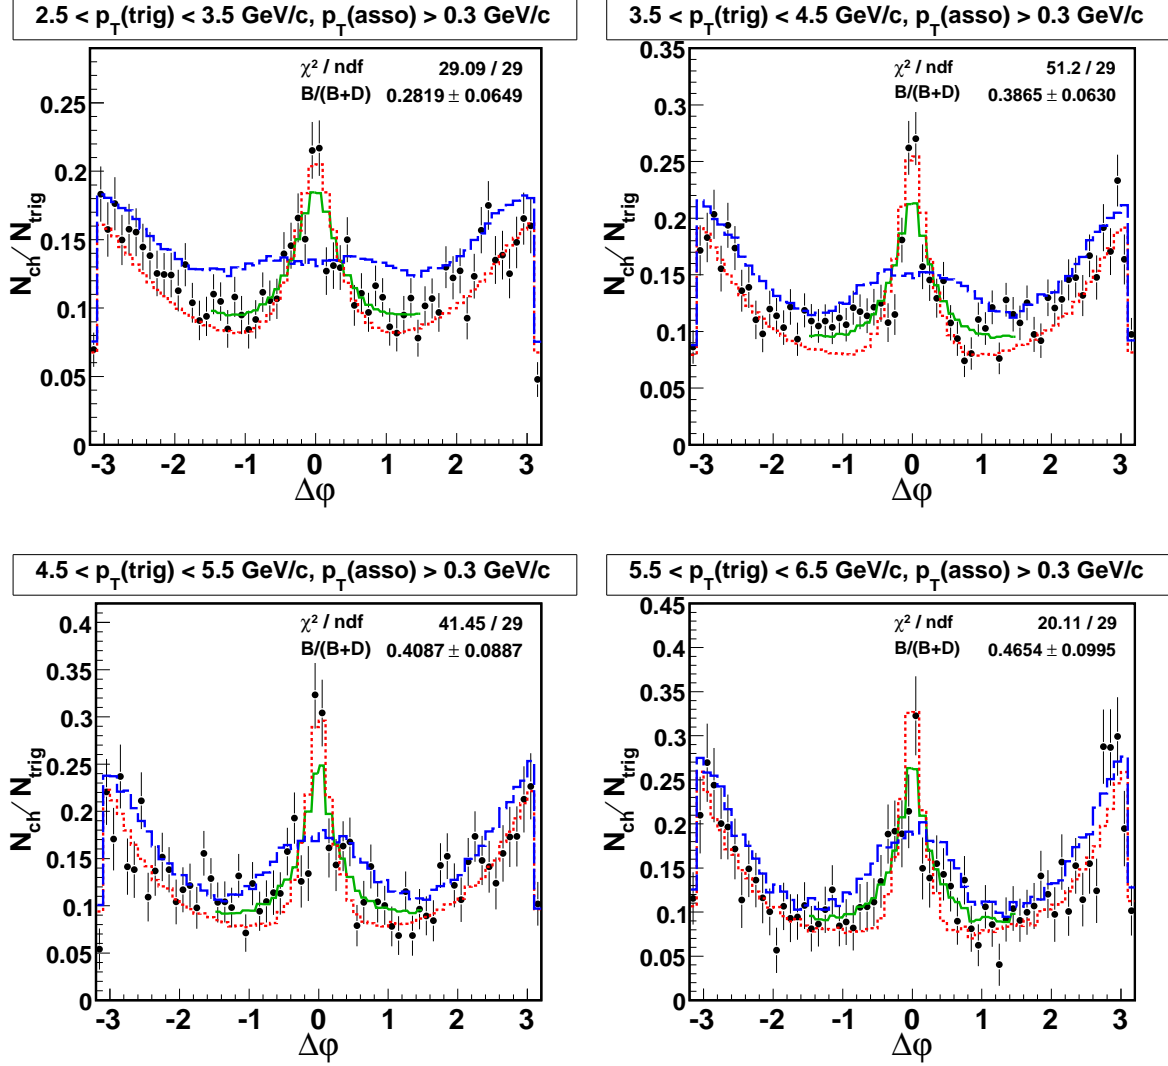 2.5 < p_T(trig) < 3.5 GeV/c, p_T(asso) > 0.3 GeV/c
χ² / ndf 29.09 / 29
B/(B+D) 0.2819 ± 0.0649
N_ch/ N_trig
0.25
0.2
0.15
0.1
0.05
0
-3 -2 -1 0 1 2 3
Δφ
3.5 < p_T(trig) < 4.5 GeV/c, p_T(asso) > 0.3 GeV/c
χ² / ndf 51.2 / 29
B/(B+D) 0.3865 ± 0.0630
N_ch/ N_trig
0.35
0.3
0.25
0.2
0.15
0.1
0.05
0
-3 -2 -1 0 1 2 3
Δφ
4.5 < p_T(trig) < 5.5 GeV/c, p_T(asso) > 0.3 GeV/c
χ² / ndf 41.45 / 29
B/(B+D) 0.4087 ± 0.0887
N_ch/ N_trig
0.4
0.35
0.3
0.25
0.2
0.15
0.1
0.05
0
-3 -2 -1 0 1 2 3
Δφ
5.5 < p_T(trig) < 6.5 GeV/c, p_T(asso) > 0.3 GeV/c
χ² / ndf 20.11 / 29
B/(B+D) 0.4654 ± 0.0995
N_ch/ N_trig
0.45
0.4
0.35
0.3
0.25
0.2
0.15
0.1
0.05
0
-3 -2 -1 0 1 2 3
Δφ